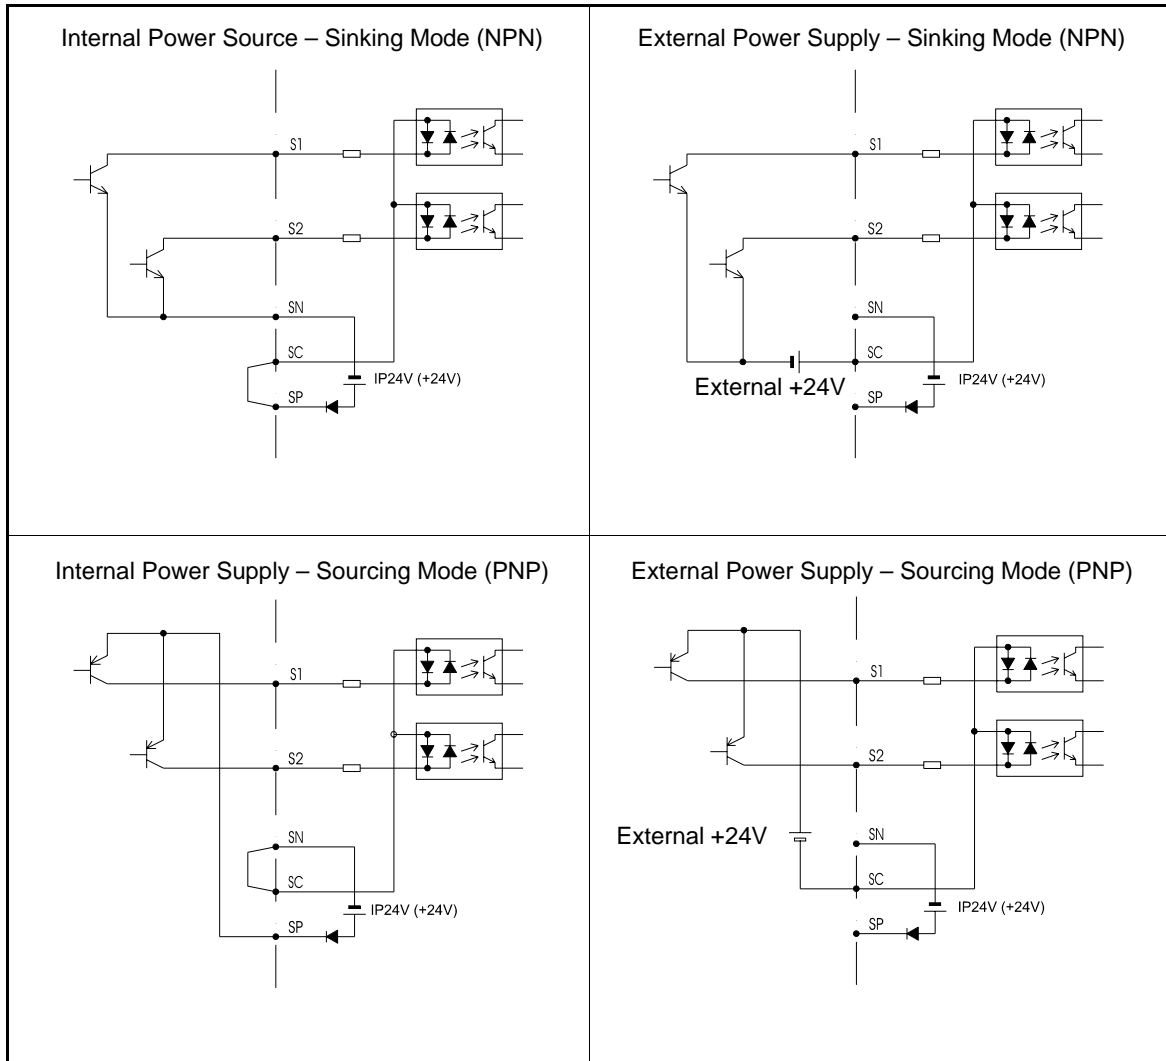 Internal Power Source – Sinking Mode (NPN)
S1
S2
SN
SC
IP24V (+24V)
SP
External Power Supply – Sinking Mode (NPN)
S1
S2
SN
SC
External +24V
IP24V (+24V)
SP
Internal Power Supply – Sourcing Mode (PNP)
S1
S2
SN
SC
IP24V (+24V)
SP
External Power Supply – Sourcing Mode (PNP)
S1
S2
External +24V
SN
SC
IP24V (+24V)
SP